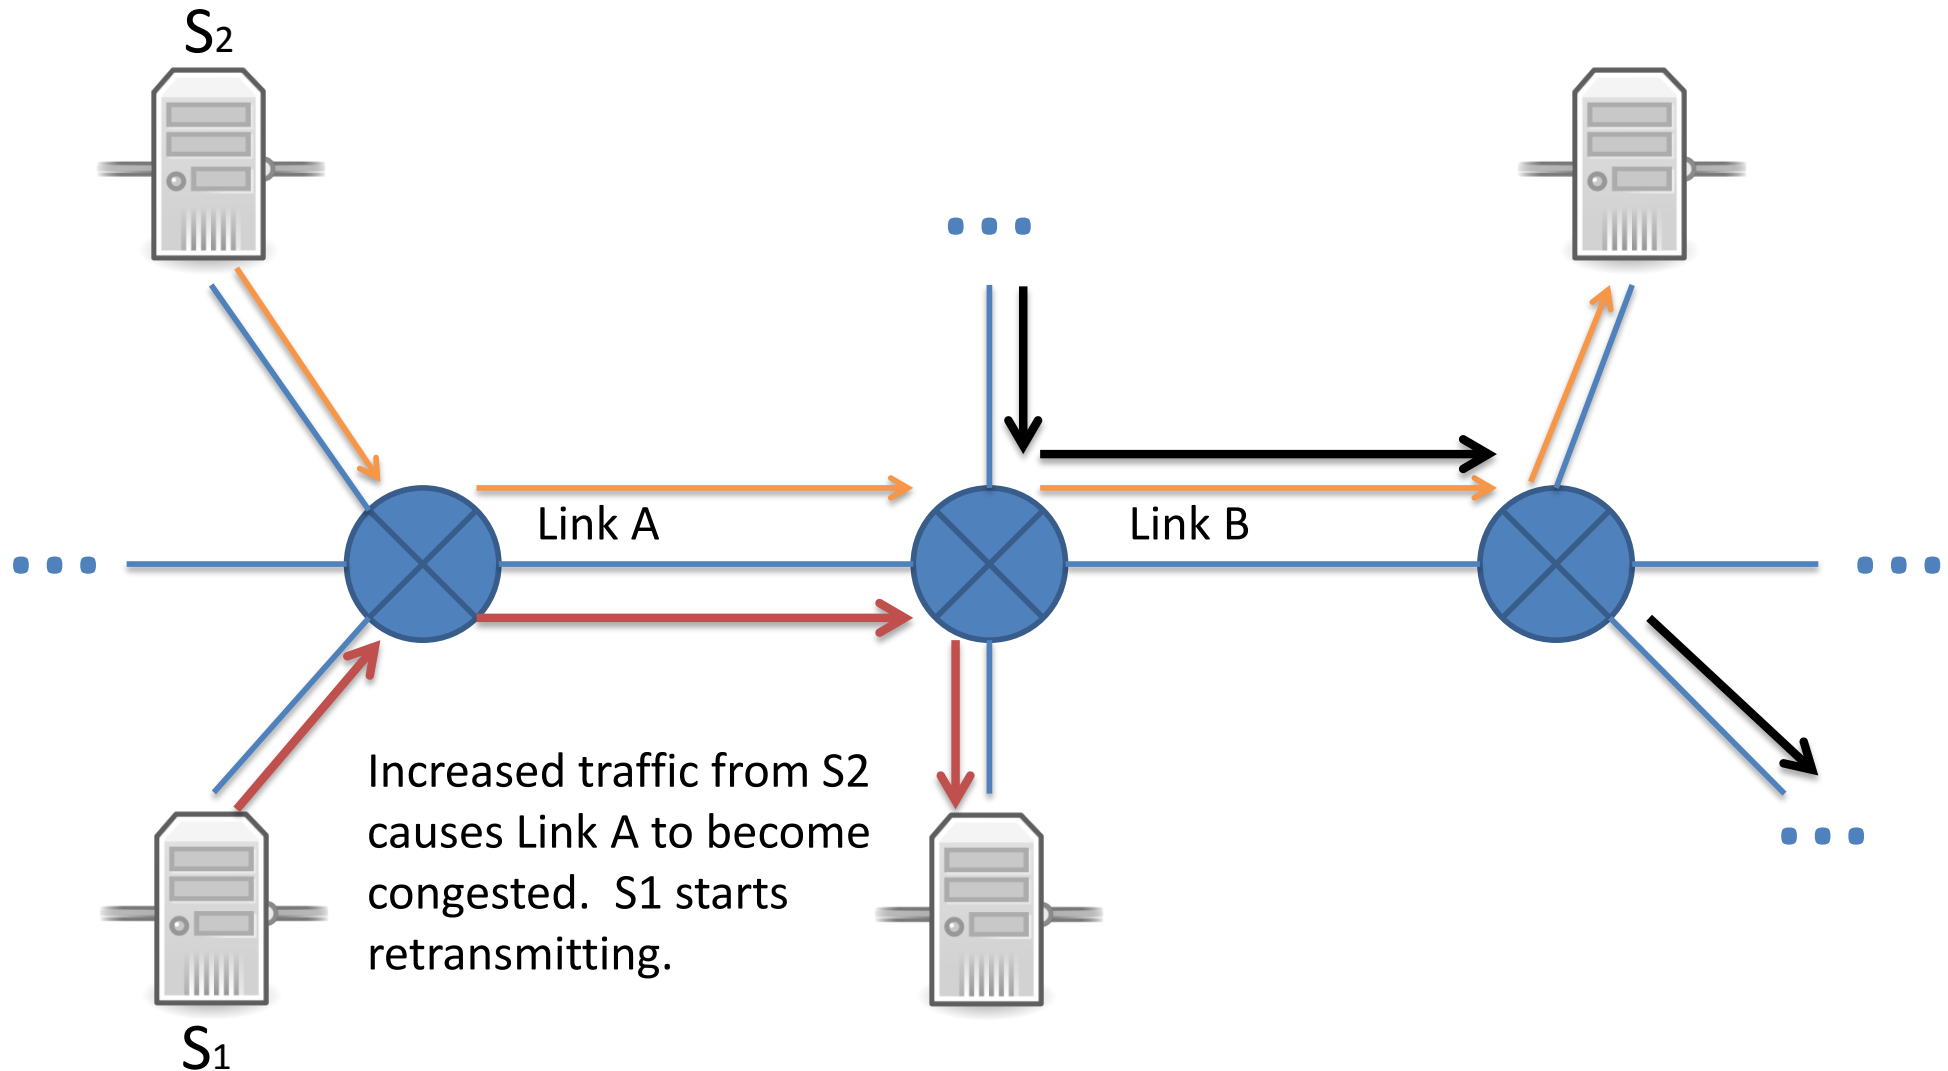 S2
Link A
Link B
Increased traffic from S2
causes Link A to become
congested.  S1 starts
retransmitting.
S1